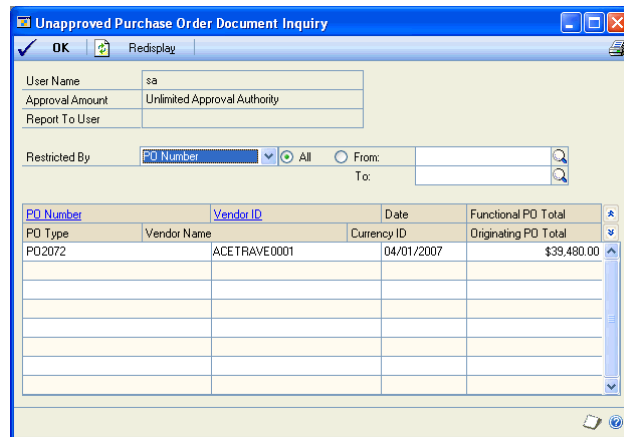 Unapproved Purchase Order Document Inquiry
OK Redisplay
User Name sa
Approval Amount Unlimited Approval Authority
Report To User
Restricted By PO Number All From:
To:
PO Number Vendor ID Date Functional PO Total
PO Type Vendor Name Currency ID Originating PO Total
PO2072 ACETRAVE0001 04/01/2007 $39,480.00